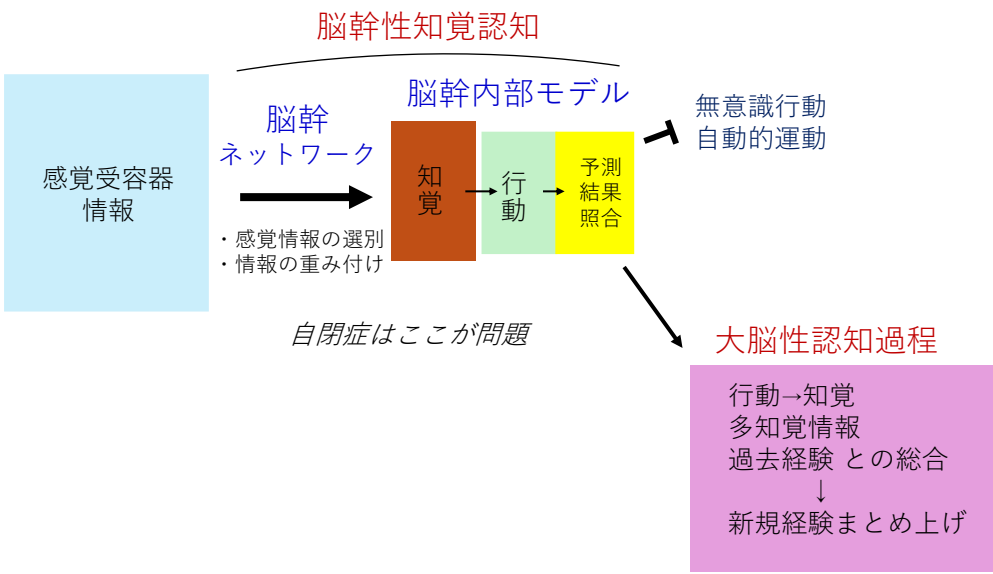 脳幹性知覚認知
感覚受容器
情報
脳幹
ネットワーク
・感覚情報の選別
・情報の重み付け
脳幹内部モデル
知覚
行動
予測
結果
照合
無意識行動
自動的運動
自閉症はここが問題
大脳性認知過程
行動→知覚
多知覚情報
過去経験 との総合
↓
新規経験まとめ上げ